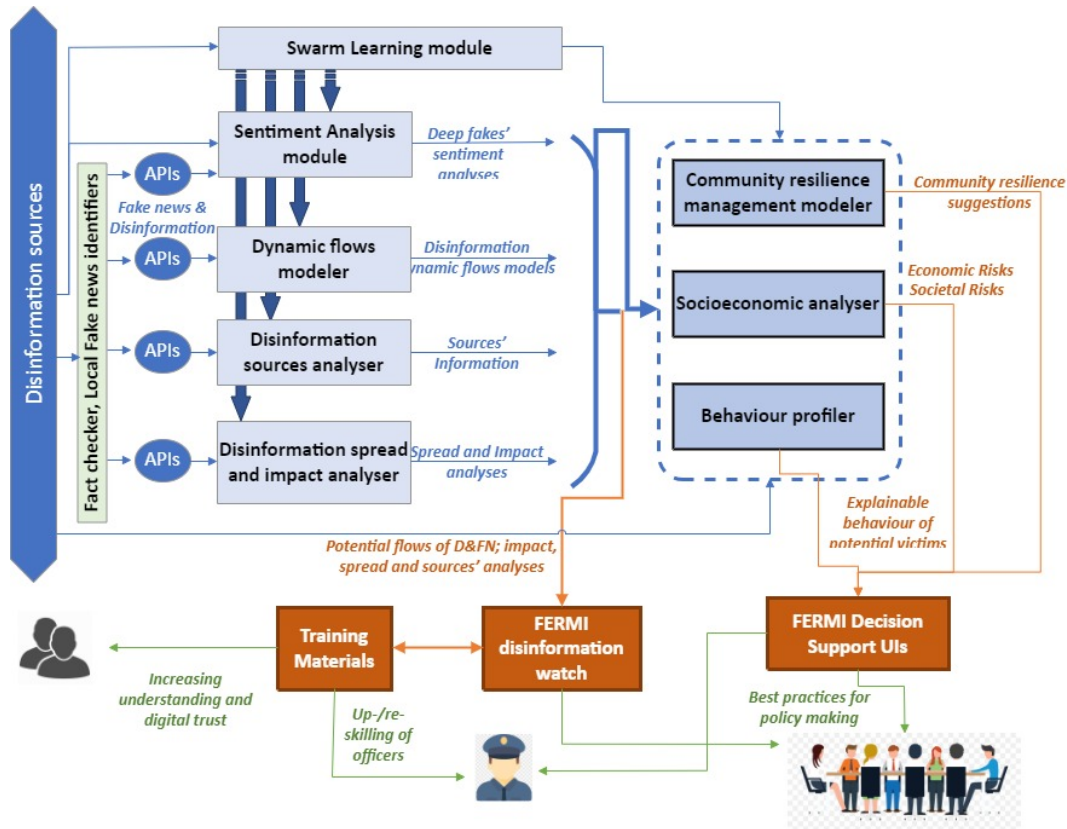 Disinformation sources
Fact checker, Local Fake news identifiers
Swarm Learning module
Sentiment Analysis
module
Deep fakes'
sentiment
analyses
APIs
Fake news &
Disinformation
APIs
Dynamic flows
modeler
Disinformation
ynamic flows models
APIs
Disinformation
sources analyser
Sources'
Information
APIs
Disinformation spread
and impact analyser
Spread and Impact
analyses
Community resilience
management modeler
Community resilience
suggestions
Socioeconomic analyser
Economic Risks
Societal Risks
Behaviour profiler
Explainable
behaviour of
potential victims
Potential flows of D&FN; impact,
spread and sources' analyses
Training
Materials
FERMI
disinformation
watch
FERMI Decision
Support UIs
Increasing
understanding and
digital trust
Up-/re-
skilling of
officers
Best practices for
policy making